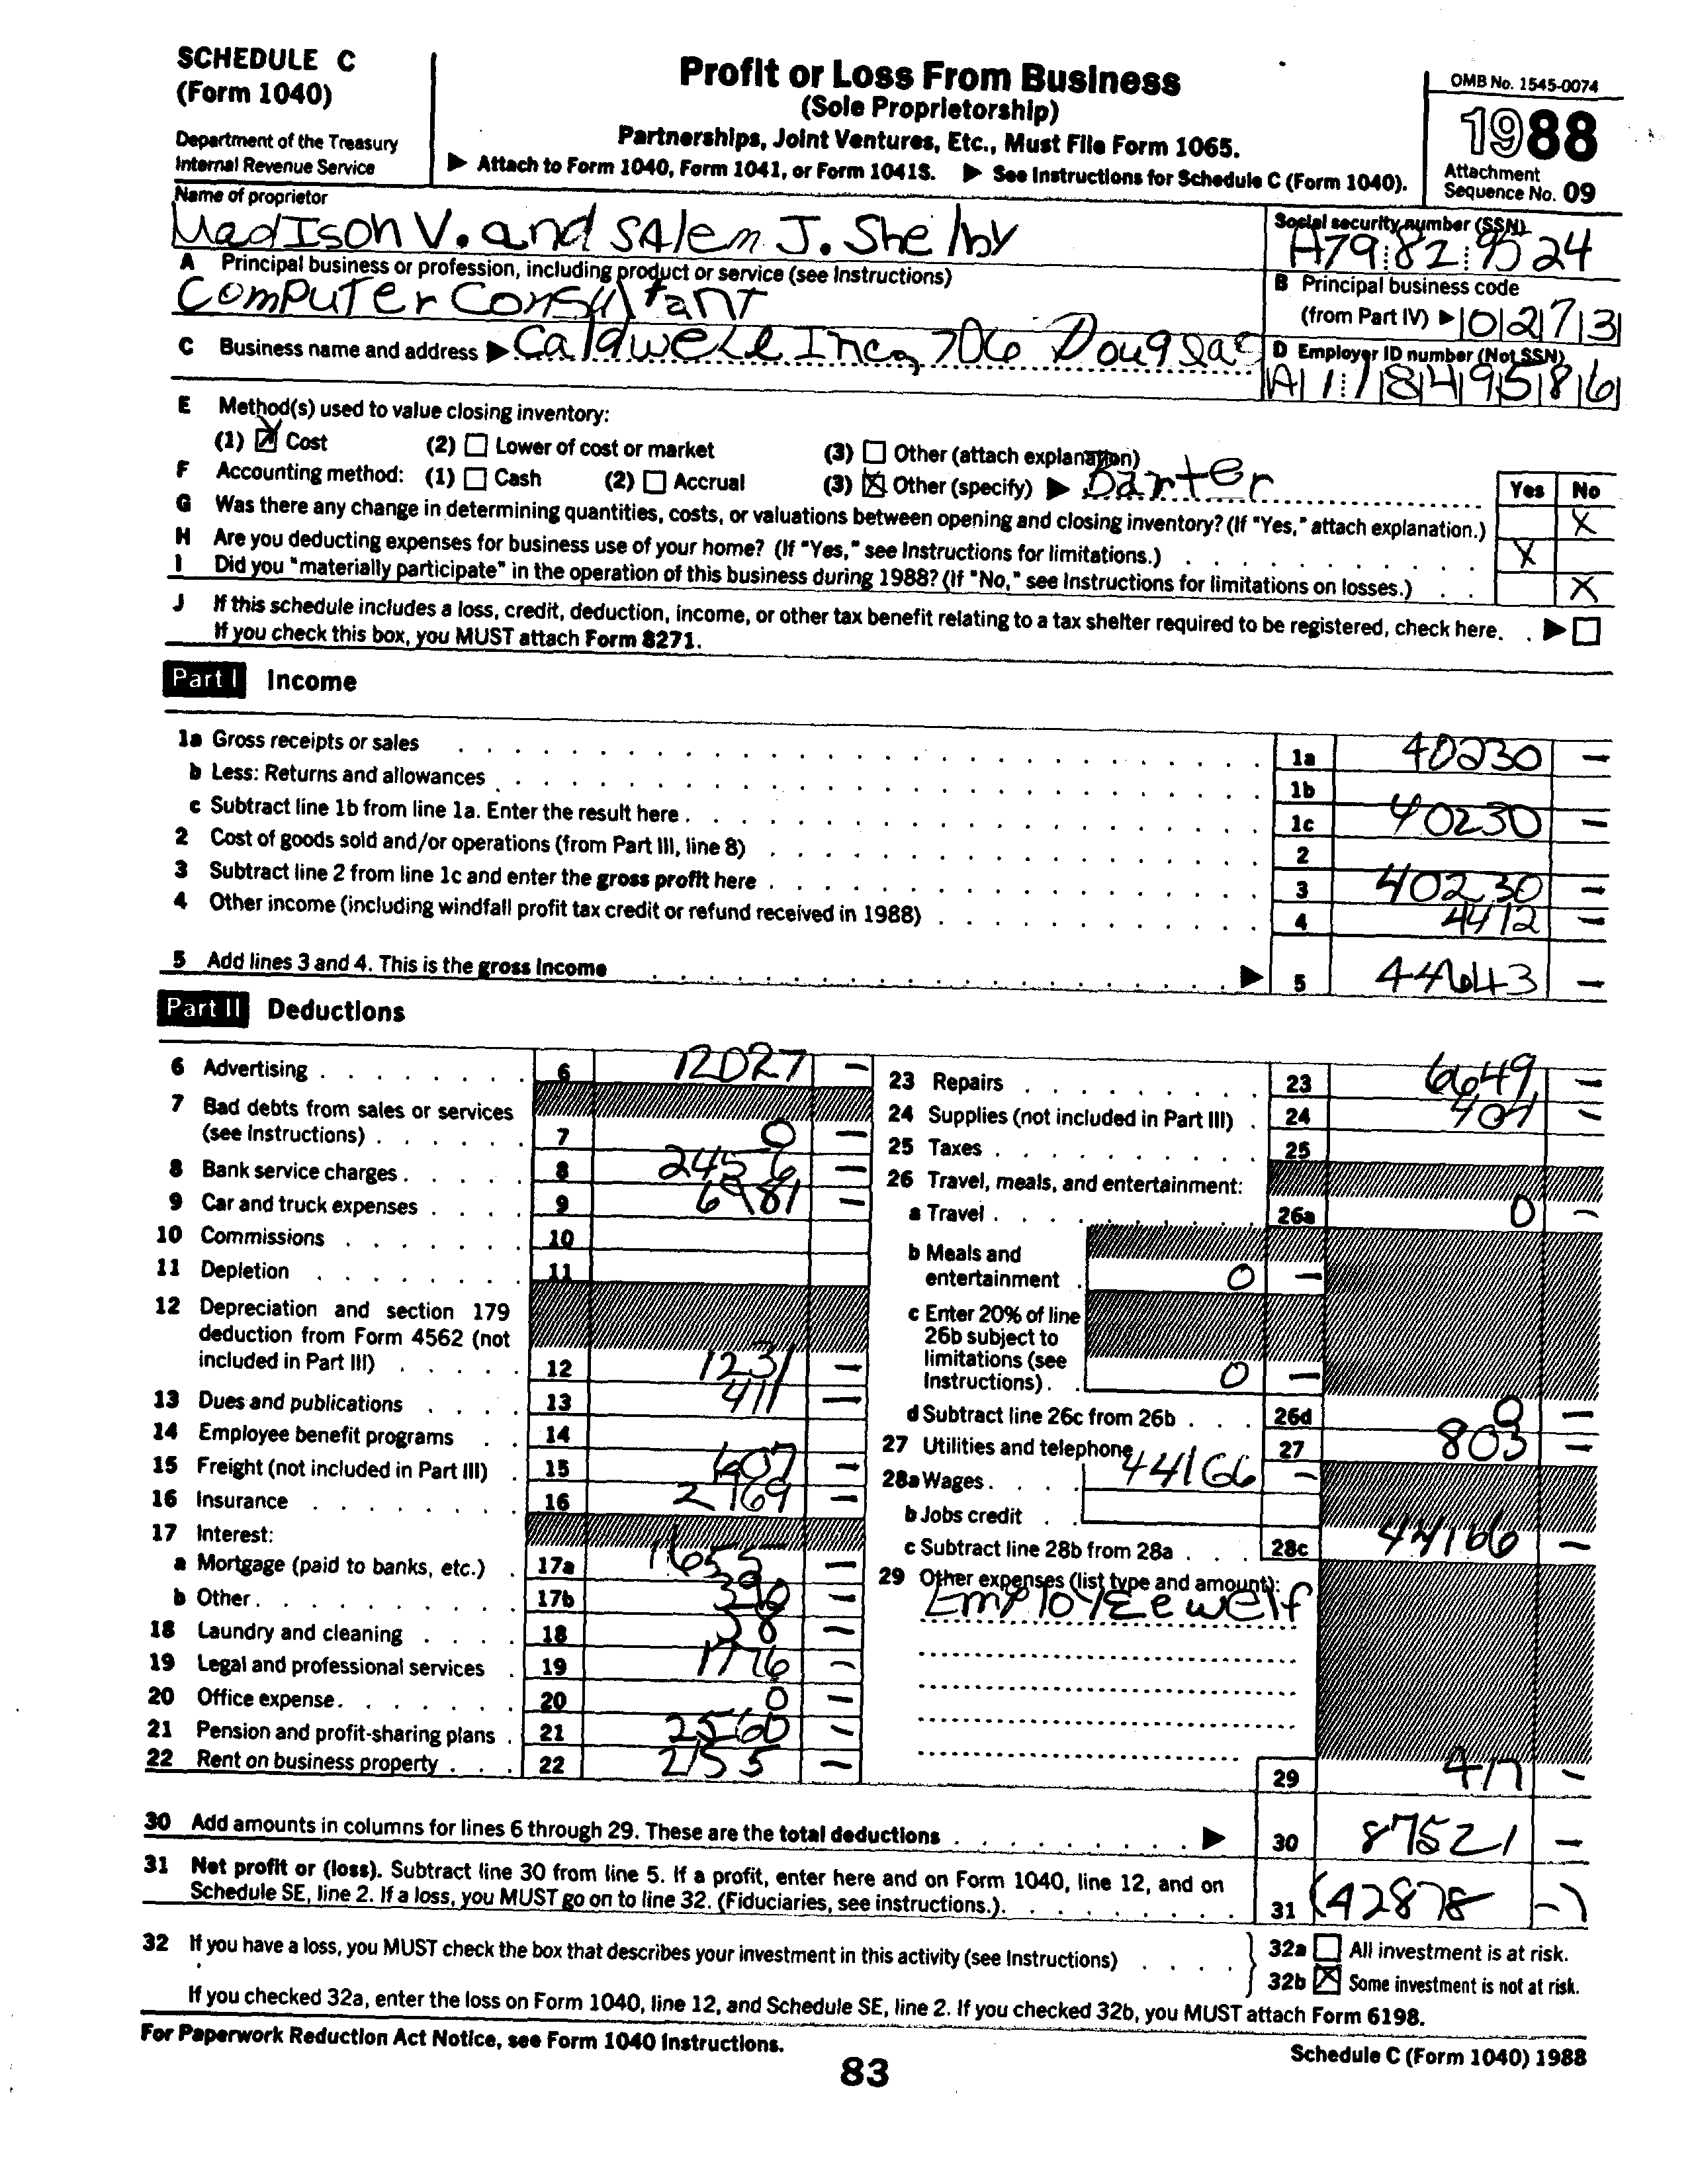 SCHEDULE C
(Form 1040)
Department of the Treasury
Internal Revenue Service
Profit or Loss From Business
(Sole Proprietorship)
Partnerships, Joint Ventures, Etc., Must File Form 1065.
▶ Attach to Form 1040, Form 1041, or Form 1041S. ▶ See Instructions for Schedule C (Form 1040).
OMB No. 1545-0074
1988
Attachment
Sequence No. 09
Name of proprietor
Madison V. and Salem J. Shelby
Social security number (SSN)
A79 82 9524
A Principal business or profession, including product or service (see Instructions)
Computer Consultant
B Principal business code
(from Part IV) ▶ 0273
C Business name and address ▶ Caldwell Inc, 706 Douglas
D Employer ID number (Not SSN)
A1 7849586
E Method(s) used to value closing inventory:
(1) ☒ Cost (2) ☐ Lower of cost or market (3) ☐ Other (attach explanation)
F Accounting method: (1) ☐ Cash (2) ☐ Accrual (3) ☒ Other (specify) ▶ Barter
Yes No
G Was there any change in determining quantities, costs, or valuations between opening and closing inventory? (If "Yes," attach explanation.) X
H Are you deducting expenses for business use of your home? (If "Yes," see Instructions for limitations.) X
I Did you "materially participate" in the operation of this business during 1988? (If "No," see Instructions for limitations on losses.) X
J If this schedule includes a loss, credit, deduction, income, or other tax benefit relating to a tax shelter required to be registered, check here. ▶ ☐
If you check this box, you MUST attach Form 8271.
Part I Income
1a Gross receipts or sales 1a 40230 —
b Less: Returns and allowances 1b
c Subtract line 1b from line 1a. Enter the result here 1c 40230 —
2 Cost of goods sold and/or operations (from Part III, line 8) 2
3 Subtract line 2 from line 1c and enter the gross profit here 3 40230 —
4 Other income (including windfall profit tax credit or refund received in 1988) 4 4412 —
5 Add lines 3 and 4. This is the gross income ▶ 5 44643 —
Part II Deductions
6 Advertising 6 12027 —
7 Bad debts from sales or services
(see Instructions) 7 0 —
8 Bank service charges 8 2456 —
9 Car and truck expenses 9 6981 —
10 Commissions 10
11 Depletion 11
12 Depreciation and section 179
deduction from Form 4562 (not
included in Part III) 12 1231 —
13 Dues and publications 13 411 —
14 Employee benefit programs 14
15 Freight (not included in Part III) 15 607 —
16 Insurance 16 2969 —
17 Interest:
a Mortgage (paid to banks, etc.) 17a 1655 —
b Other 17b —
18 Laundry and cleaning 18 38 —
19 Legal and professional services 19 1776 —
20 Office expense 20 0 —
21 Pension and profit-sharing plans 21 2560 —
22 Rent on business property 22 2155 —
23 Repairs 23 6649 —
24 Supplies (not included in Part III) 24 404 —
25 Taxes 25
26 Travel, meals, and entertainment:
a Travel 26a 0 —
b Meals and
entertainment 0 —
c Enter 20% of line
26b subject to
limitations (see
Instructions) 0 —
d Subtract line 26c from 26b 26d 0 —
27 Utilities and telephone 27 803 —
28a Wages 44166 —
b Jobs credit
c Subtract line 28b from 28a 28c 44166 —
29 Other expenses (list type and amount):
Employee welf
29 417 —
30 Add amounts in columns for lines 6 through 29. These are the total deductions ▶ 30 87521 —
31 Net profit or (loss). Subtract line 30 from line 5. If a profit, enter here and on Form 1040, line 12, and on
Schedule SE, line 2. If a loss, you MUST go on to line 32. (Fiduciaries, see instructions.) 31 (42878 —)
32 If you have a loss, you MUST check the box that describes your investment in this activity (see Instructions)
32a ☐ All investment is at risk.
32b ☒ Some investment is not at risk.
If you checked 32a, enter the loss on Form 1040, line 12, and Schedule SE, line 2. If you checked 32b, you MUST attach Form 6198.
For Paperwork Reduction Act Notice, see Form 1040 Instructions.
Schedule C (Form 1040) 1988
83